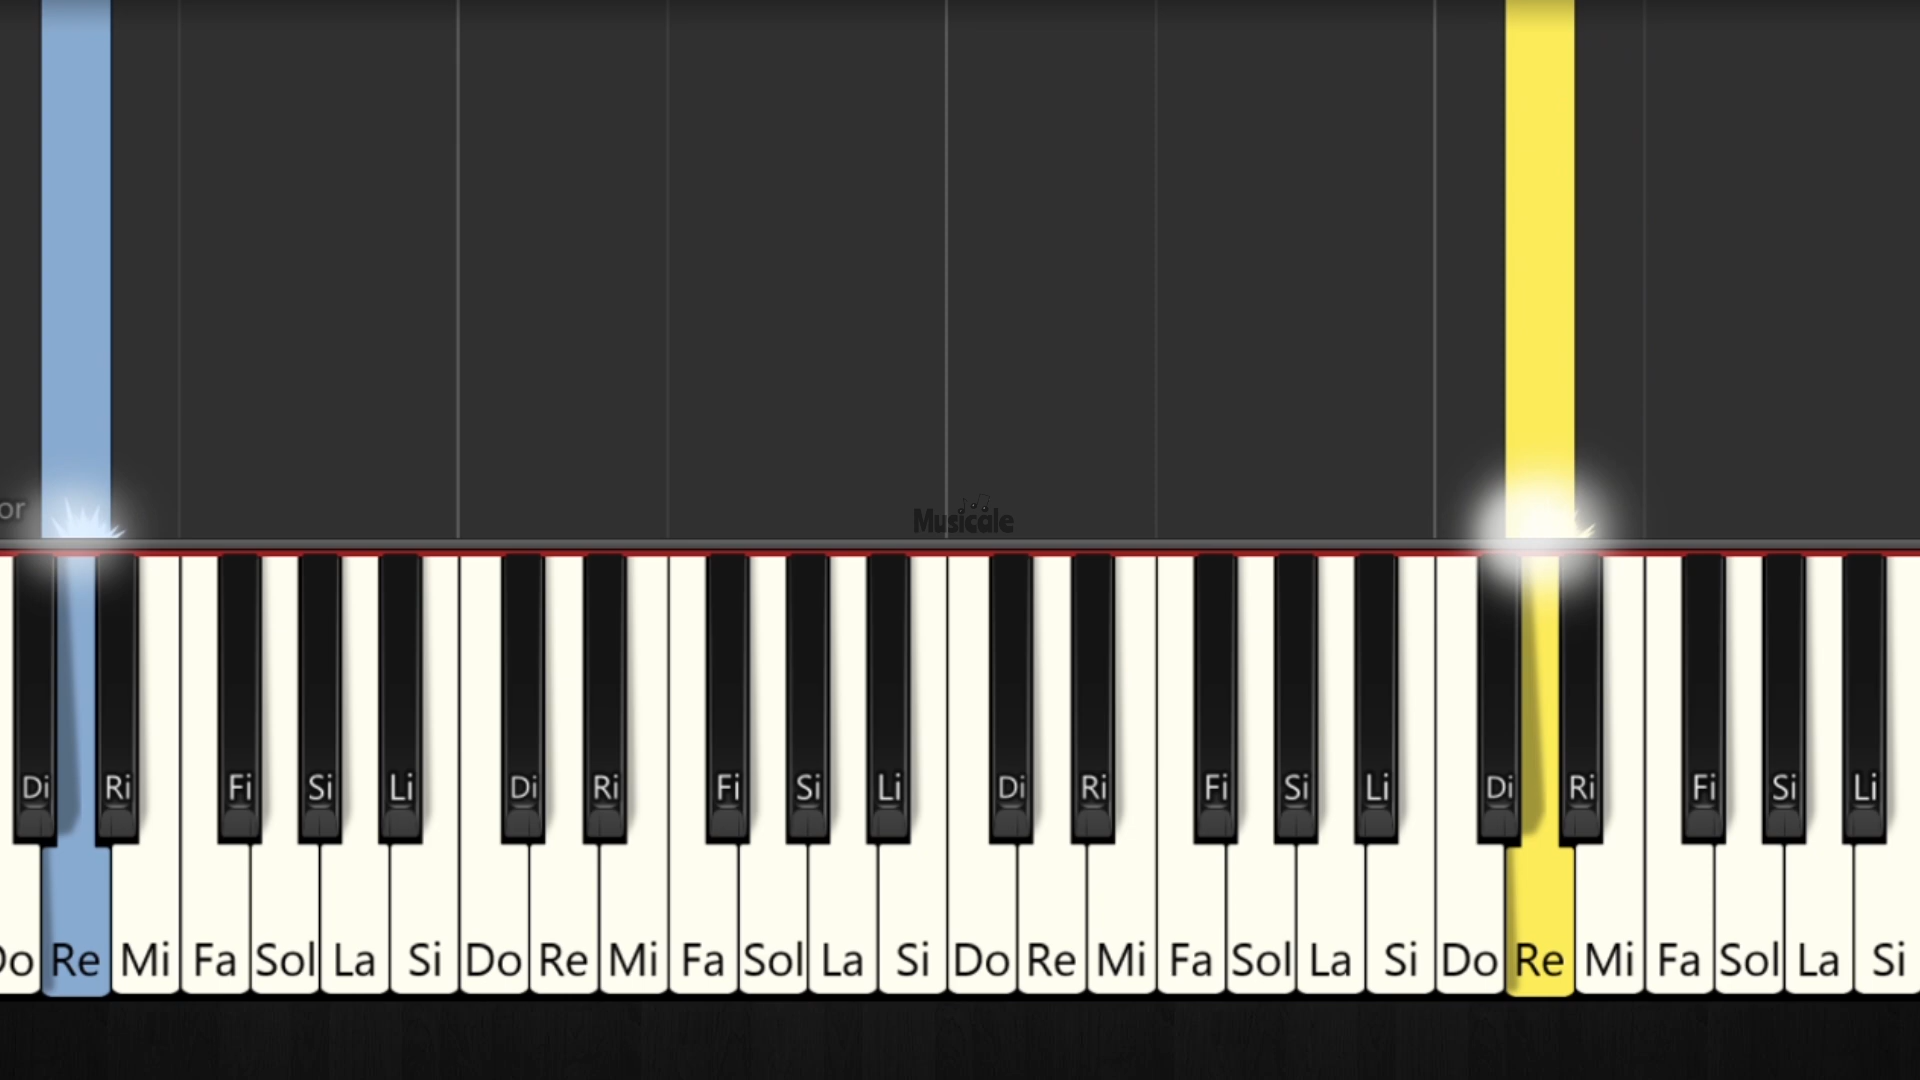 or
Musicale
Di Ri Fi Si Li Di Ri Fi Si Li Di Ri Fi Si Li Di Ri Fi Si Li
Do Re Mi Fa Sol La Si Do Re Mi Fa Sol La Si Do Re Mi Fa Sol La Si Do Re Mi Fa Sol La Si